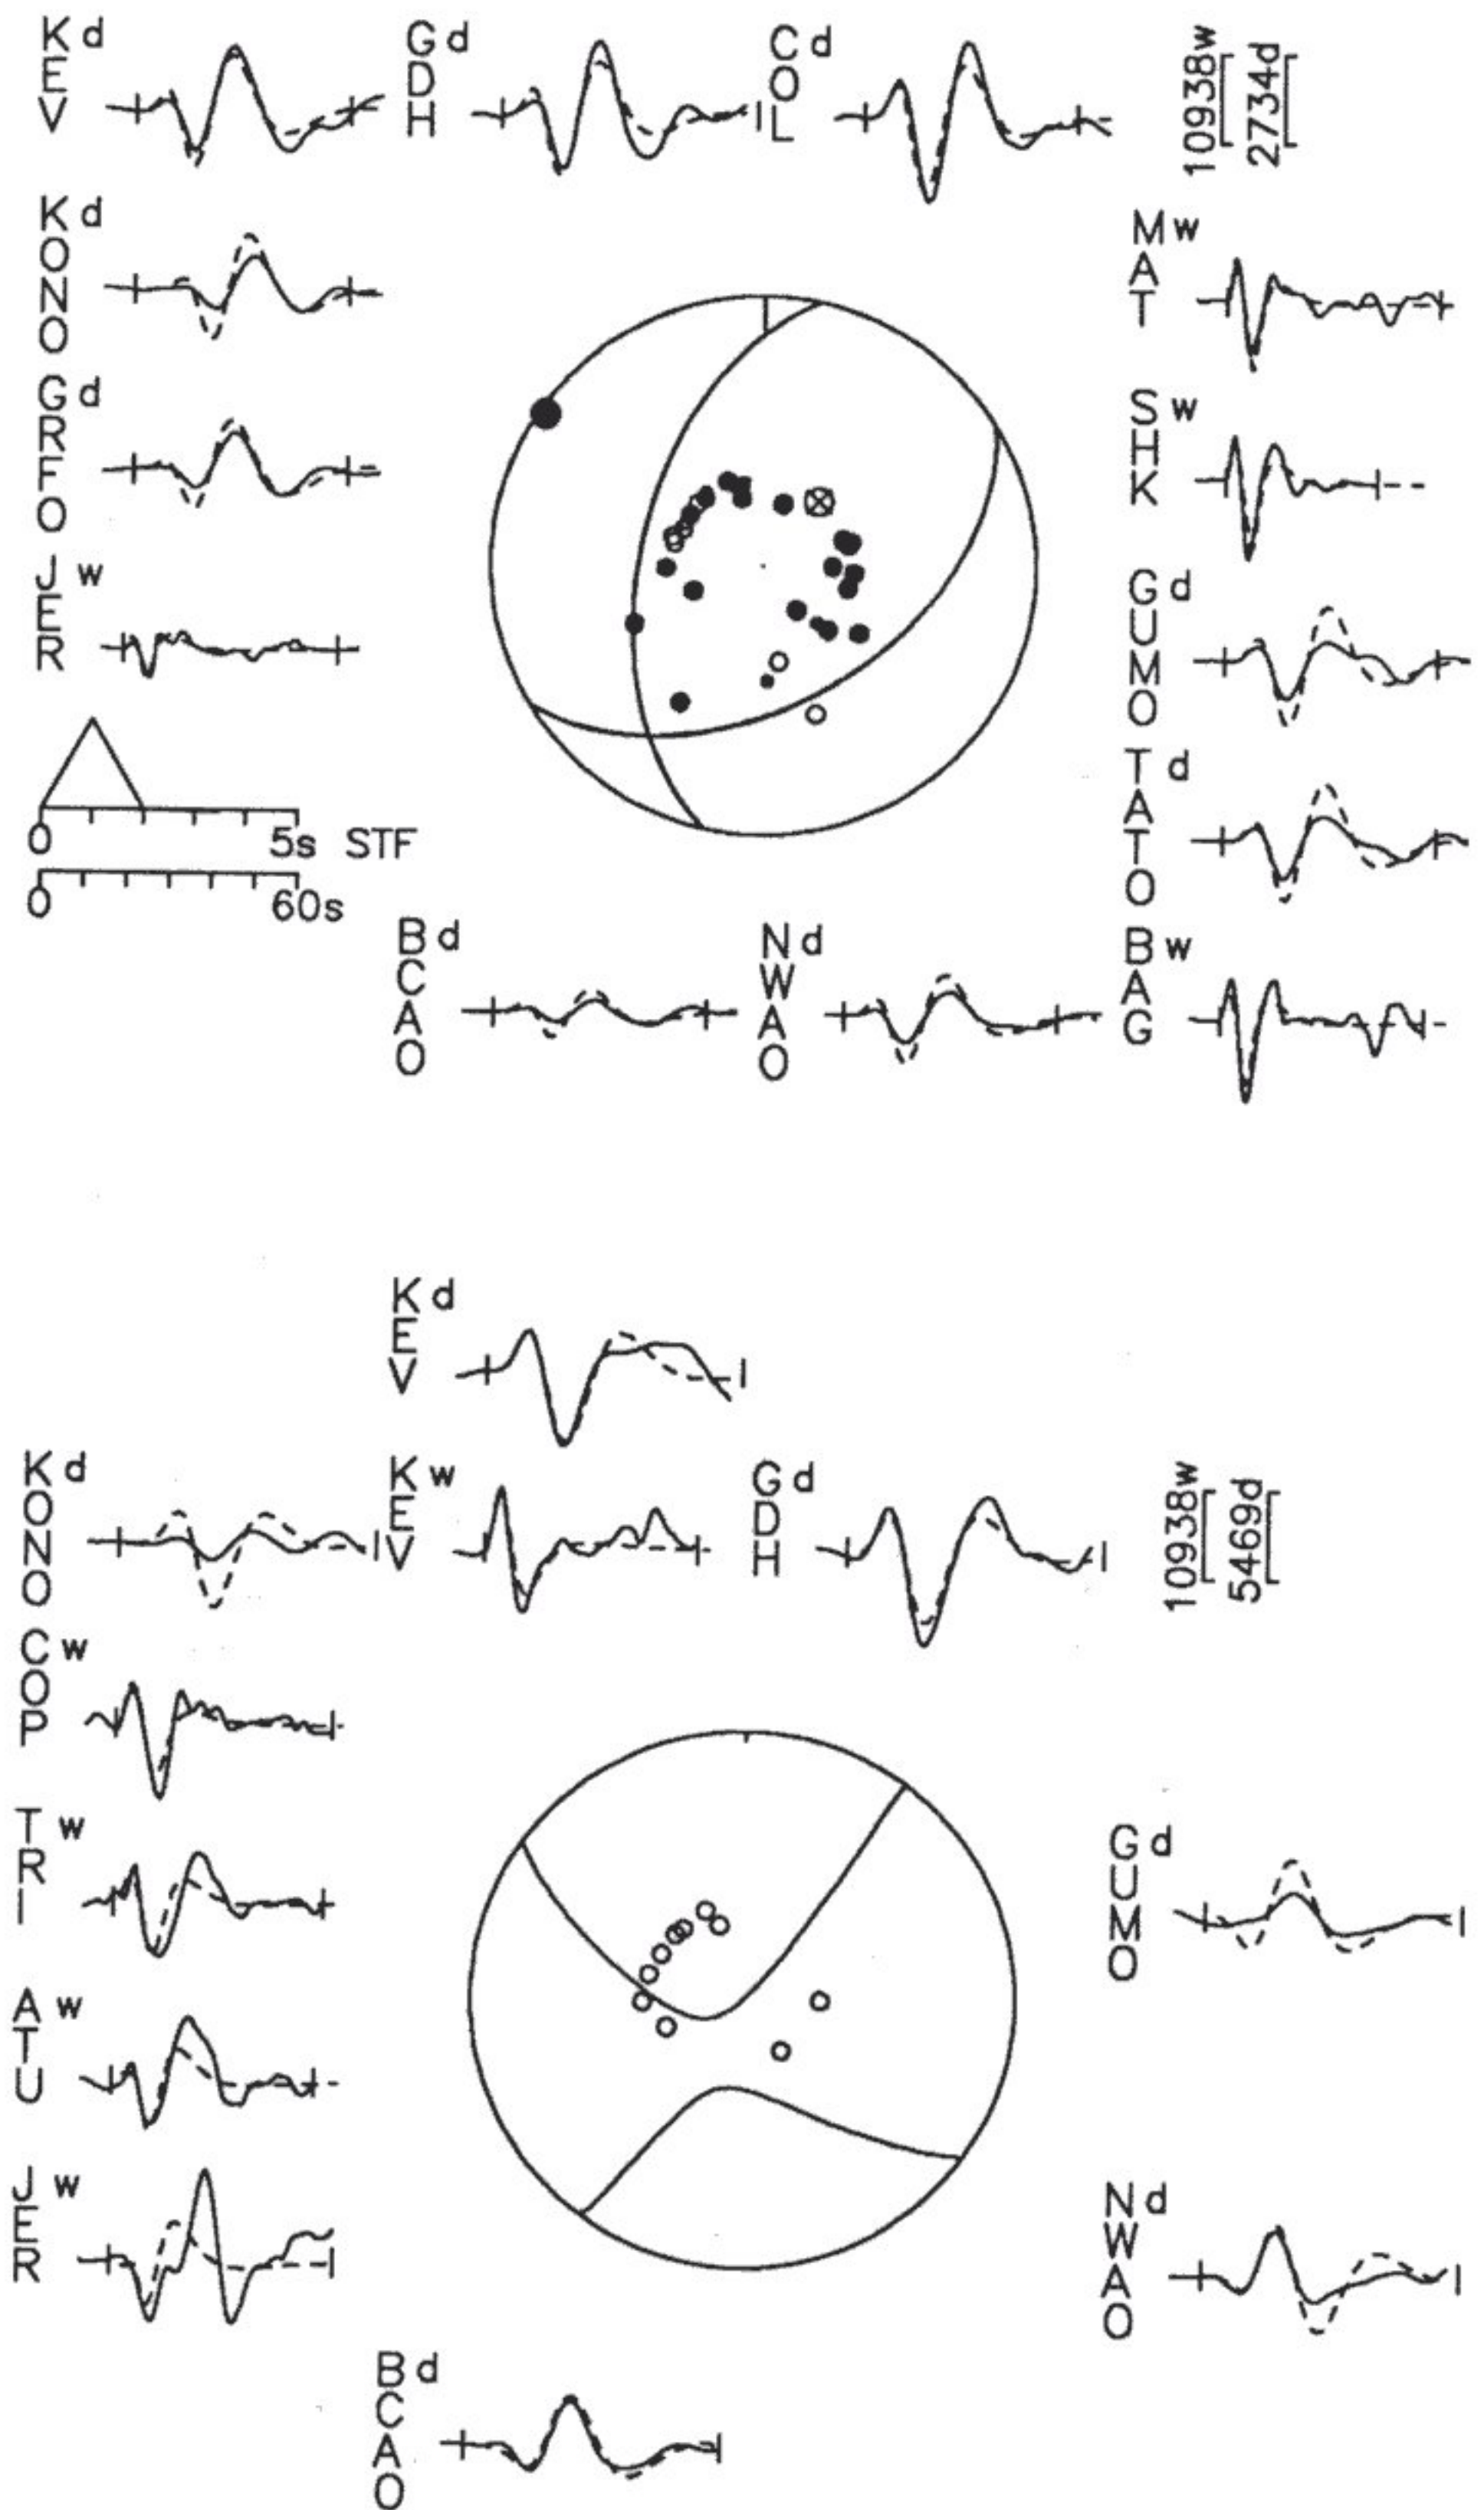 KEV d
GDH d
COL d
10938w
2734d
KONO d
MAT w
GRFO d
SHK w
JER w
GUMO d
0 5s STF
0 60s
TATO d
BCAO d
NWAO d
BAG w
KEV d
KONO d
KEV w
GDH d
10938w
5469d
COP w
TRI w
GUMO d
ATU w
JER w
NWAO d
BCAO d